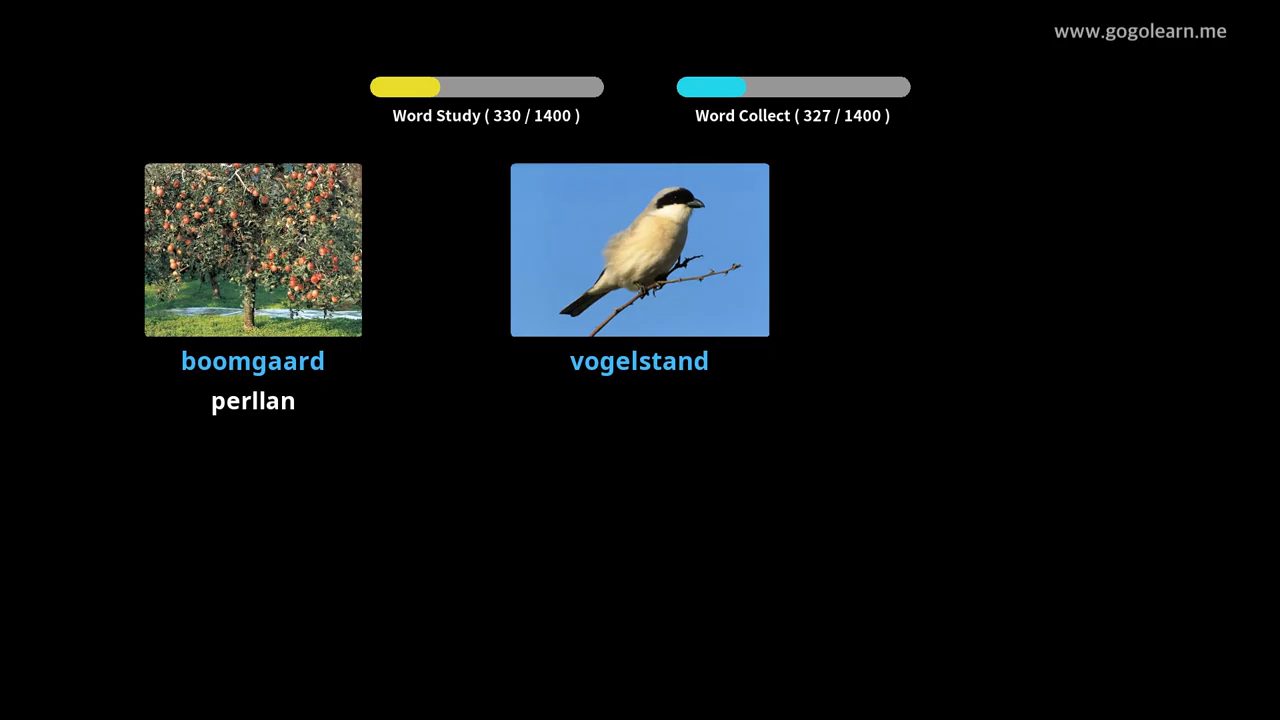 www.gogolearn.me
Word Study ( 330 / 1400 )
Word Collect ( 327 / 1400 )
boomgaard
perllan
vogelstand